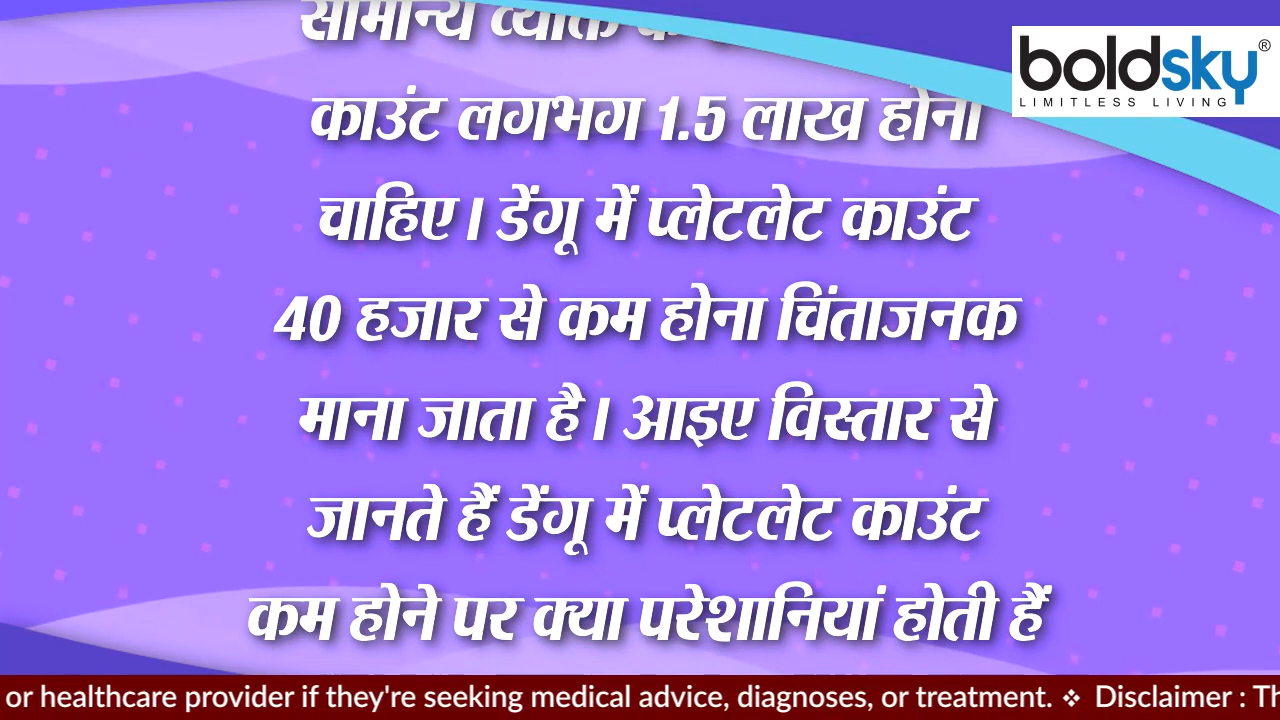 सामान्य व्यक्ति
काउंट लगभग 1.5 लाख होना
चाहिए। डेंगू में प्लेटलेट काउंट
40 हजार से कम होना चिंताजनक
माना जाता है। आइए विस्तार से
जानते हैं डेंगू में प्लेटलेट काउंट
कम होने पर क्या परेशानियां होती हैं
boldsky®
LIMITLESS LIVING
or healthcare provider if they're seeking medical advice, diagnoses, or treatment. ❖ Disclaimer : Th